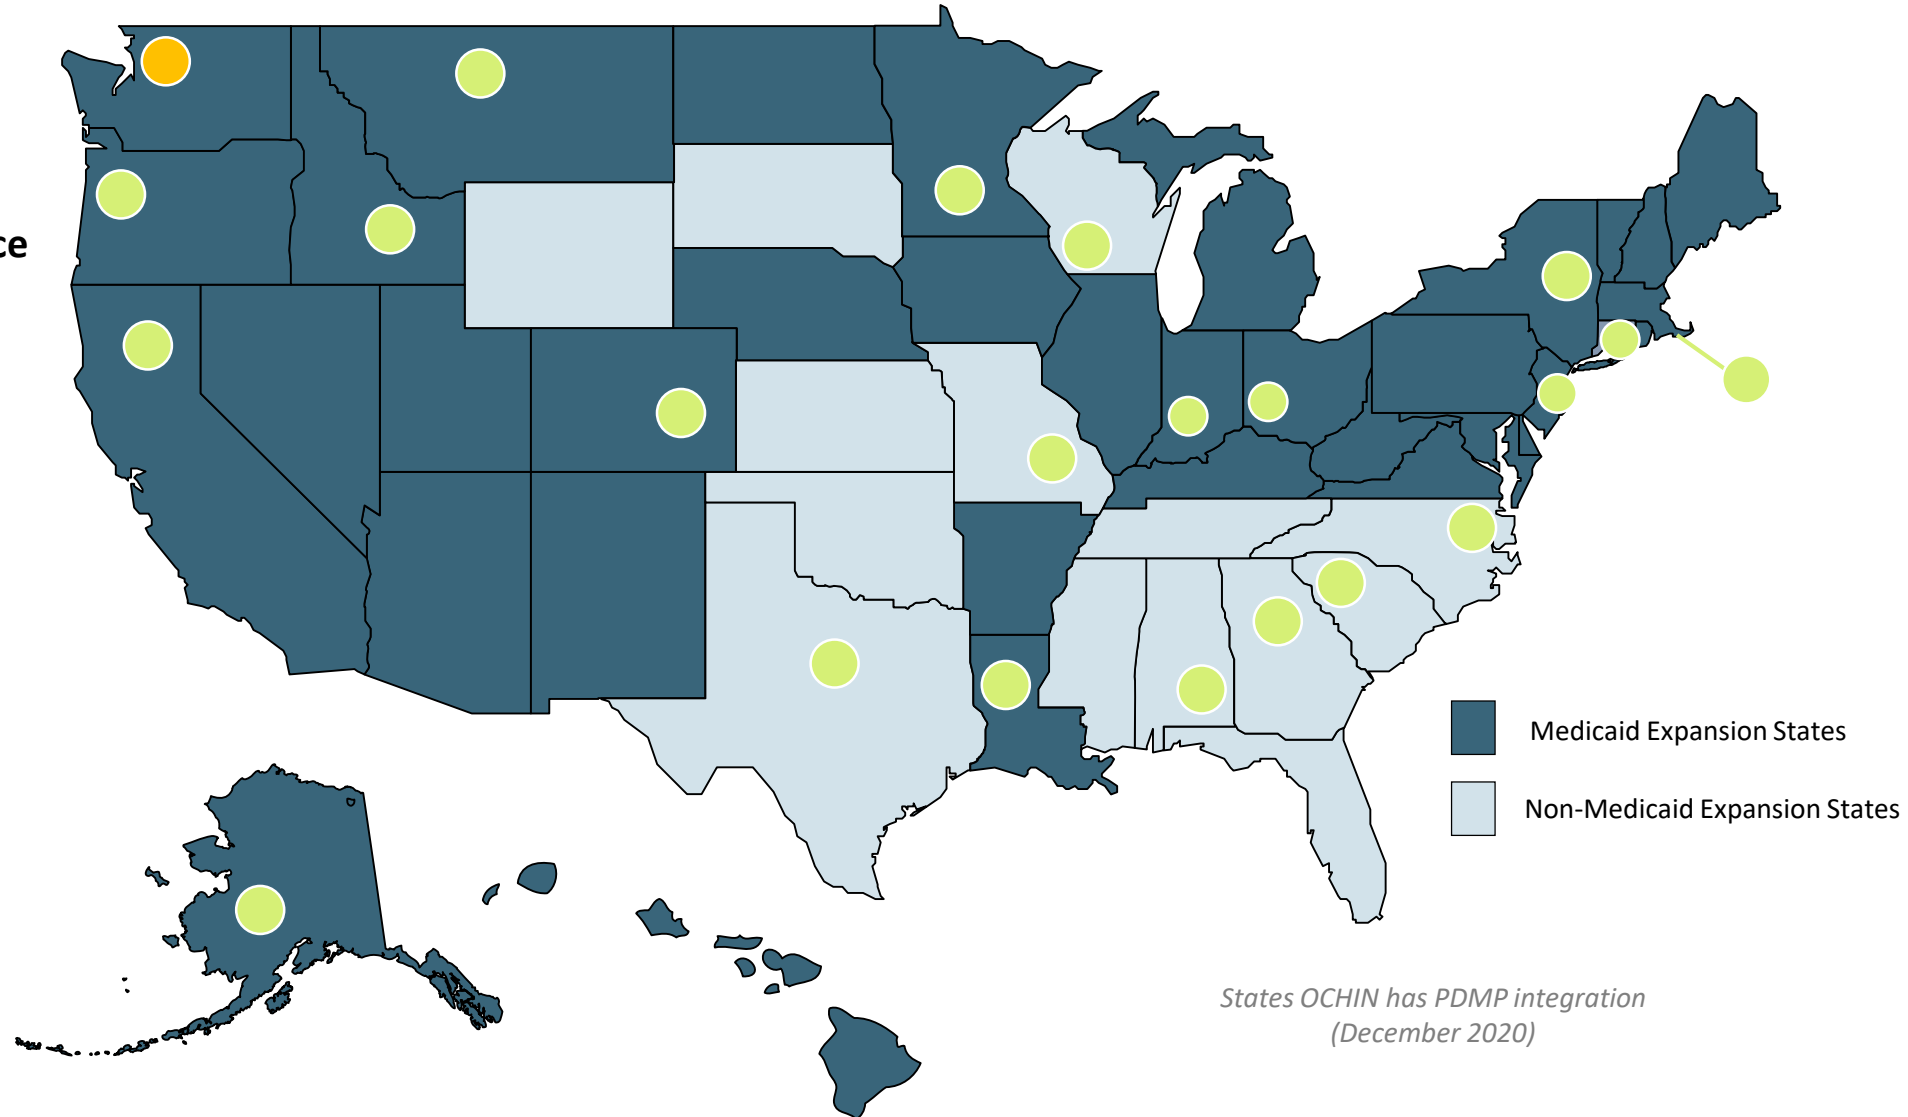 ce
Medicaid Expansion States
Non-Medicaid Expansion States
States OCHIN has PDMP integration
(December 2020)